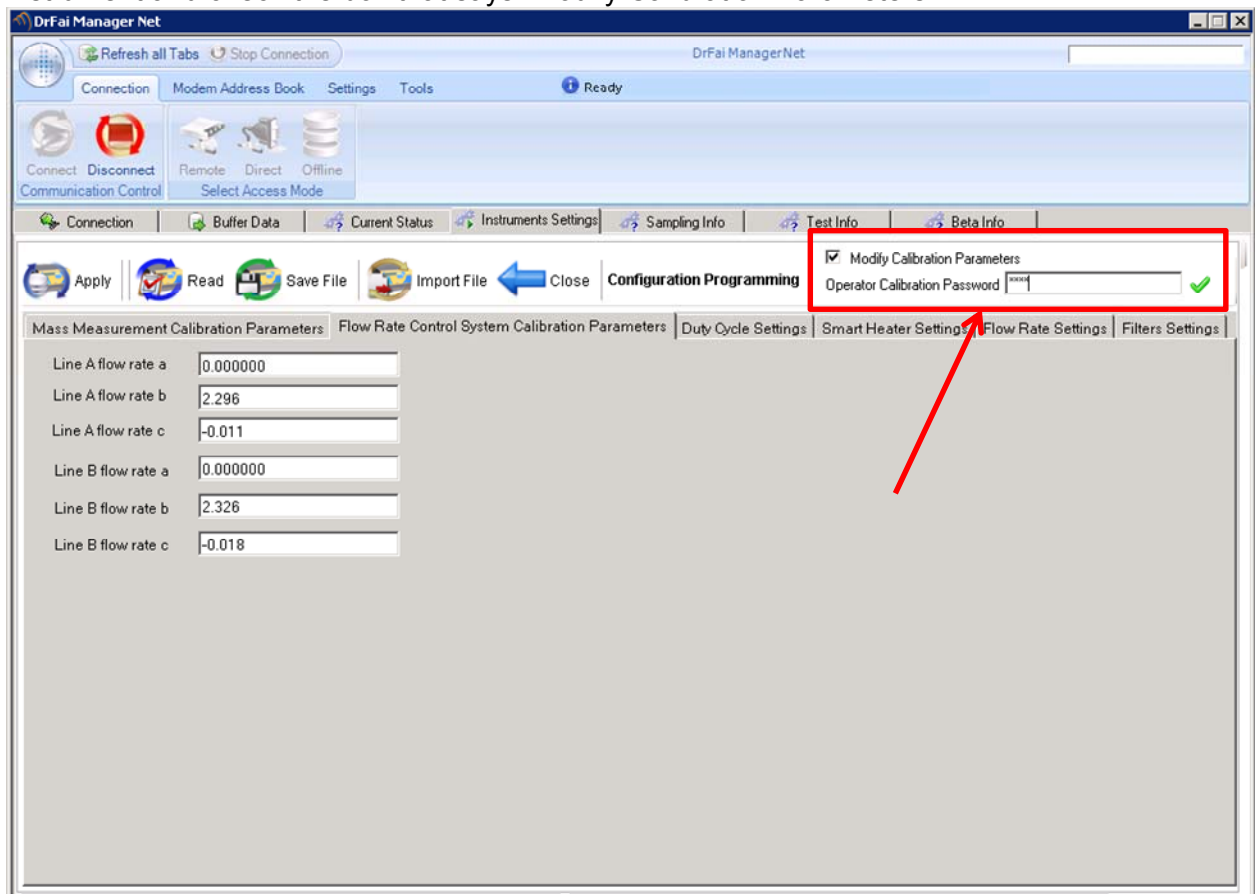 DrFai Manager Net
Refresh all Tabs Stop Connection DrFai ManagerNet
Connection Modem Address Book Settings Tools Ready
Connect Disconnect Remote Direct Offline
Communication Control Select Access Mode
Connection Buffer Data Current Status Instruments Settings Sampling Info Test Info Beta Info
Modify Calibration Parameters
Apply Read Save File Import File Close Configuration Programming
Operator Calibration Password ****
Mass Measurement Calibration Parameters Flow Rate Control System Calibration Parameters Duty Cycle Settings Smart Heater Settings Flow Rate Settings Filters Settings
Line A flow rate a 0.000000
Line A flow rate b 2.296
Line A flow rate c -0.011
Line B flow rate a 0.000000
Line B flow rate b 2.326
Line B flow rate c -0.018